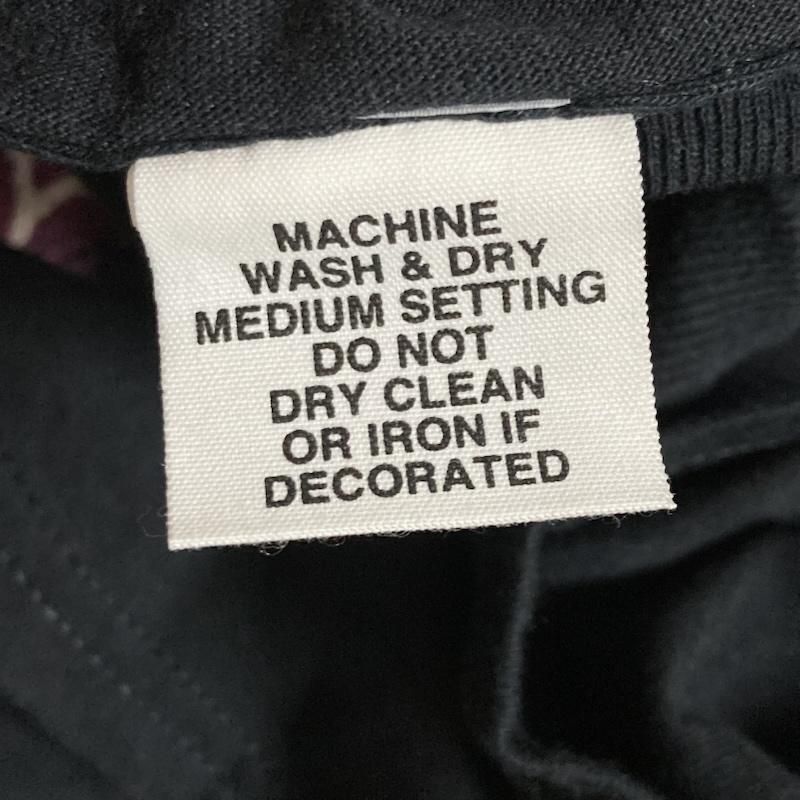 MACHINE
WASH & DRY
MEDIUM SETTING
DO NOT
DRY CLEAN
OR IRON IF
DECORATED